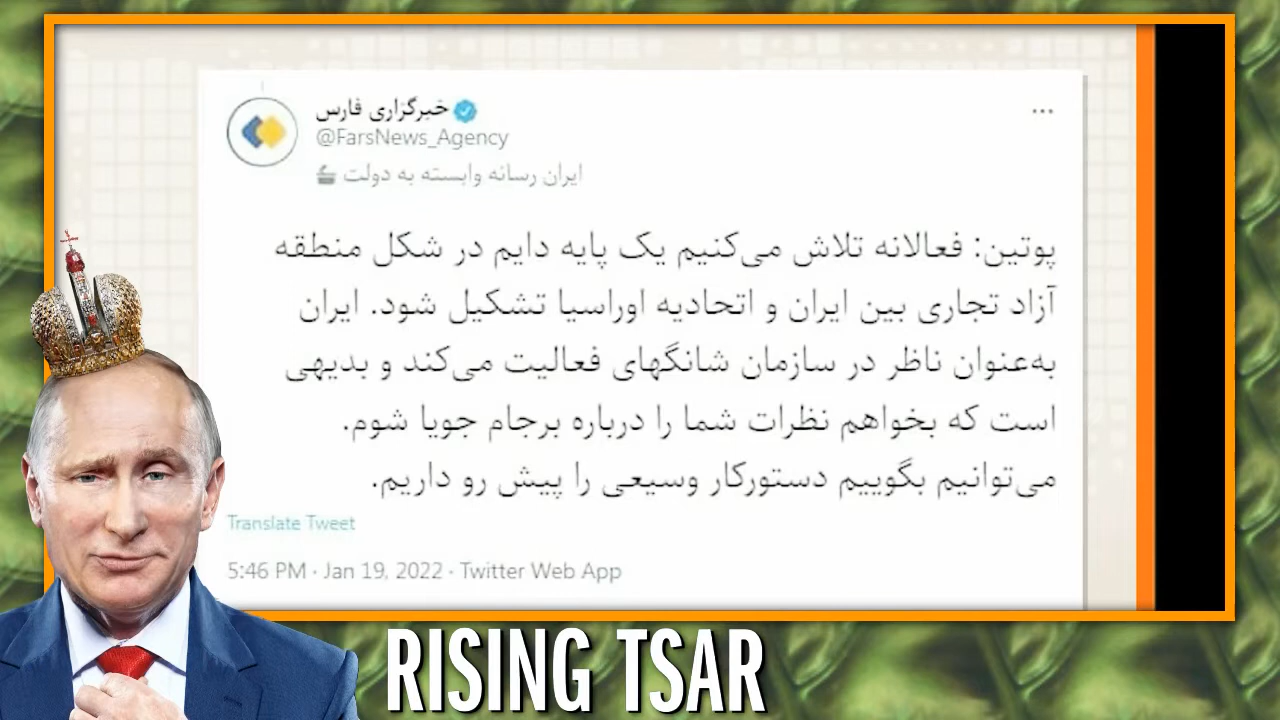 خبرگزاری فارس
@FarsNews_Agency
ایران رسانه وابسته به دولت
پوتین: فعالانه تلاش می‌کنیم یک پایه دایم در شکل منطقه
آزاد تجاری بین ایران و اتحادیه اوراسیا تشکیل شود. ایران
به‌عنوان ناظر در سازمان شانگهای فعالیت می‌کند و بدیهی
است که بخواهم نظرات شما را درباره برجام جویا شوم.
می‌توانیم بگوییم دستورکار وسیعی را پیش رو داریم.
Translate Tweet
5:46 PM · Jan 19, 2022 · Twitter Web App
RISING TSAR